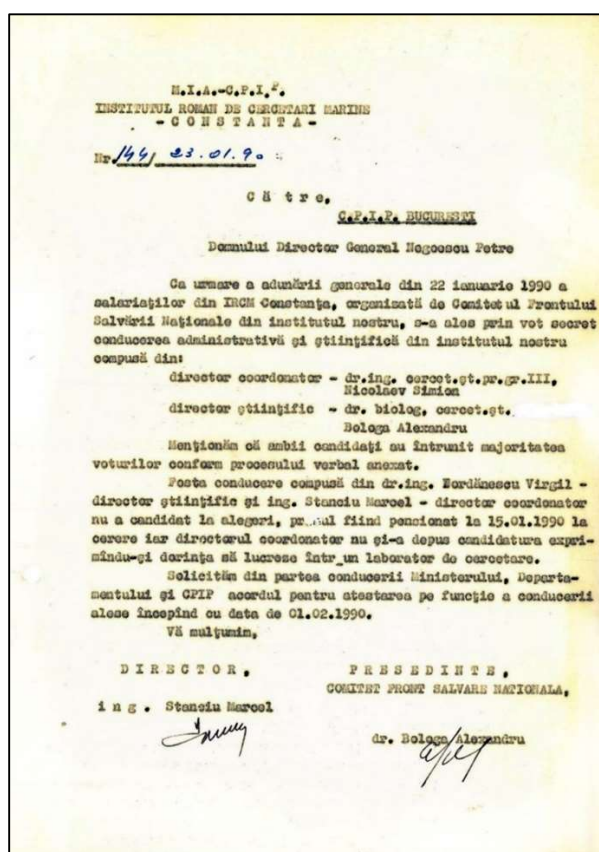 M.I.A.-C.P.I.P.
INSTITUTUL ROMAN DE CERCETARI MARINE
- C O N S T A N T A -
Nr. 144/ 23.01.90
C ă t r e,
C.P.I.P. BUCURESTI
Domnului Director General Negoescu Petre
Ca urmare a adunării generale din 22 ianuarie 1990 a
salariaţilor din IRCM Constanţa, organizată de Comitetul Frontului
Salvării Naţionale din institutul nostru, s-a ales prin vot secret
conducerea administrativă şi ştiinţifică din institutul nostru
compusă din:
director coordonator - dr.ing. cercet.şt.pr.gr.III,
Nicolaev Simion
director ştiinţific - dr. biolog, cercet.şt.
Bologa Alexandru
Menţionăm că ambii candidaţi au întrunit majoritatea
voturilor conform procesului verbal anexat.
Fosta conducere compusă din dr.ing. Bordănescu Virgil -
director ştiinţific şi ing. Stanciu Marcel - director coordonator
nu a candidat la alegeri, primul fiind pensionat la 15.01.1990 la
cerere iar directorul coordonator nu şi-a depus candidatura expri-
mîndu-şi dorinţa să lucreze într_un laborator de cercetare.
Solicităm din partea conducerii Ministerului, Departa-
mentului şi CPIP acordul pentru atestarea pe funcţie a conducerii
alese începînd cu data de 01.02.1990.
Vă mulţumim,
D I R E C T O R ,
P R E S E D I N T E ,
COMITET FRONT SALVARE NATIONALA,
i n g . Stanciu Marcel
dr. Bologa Alexandru